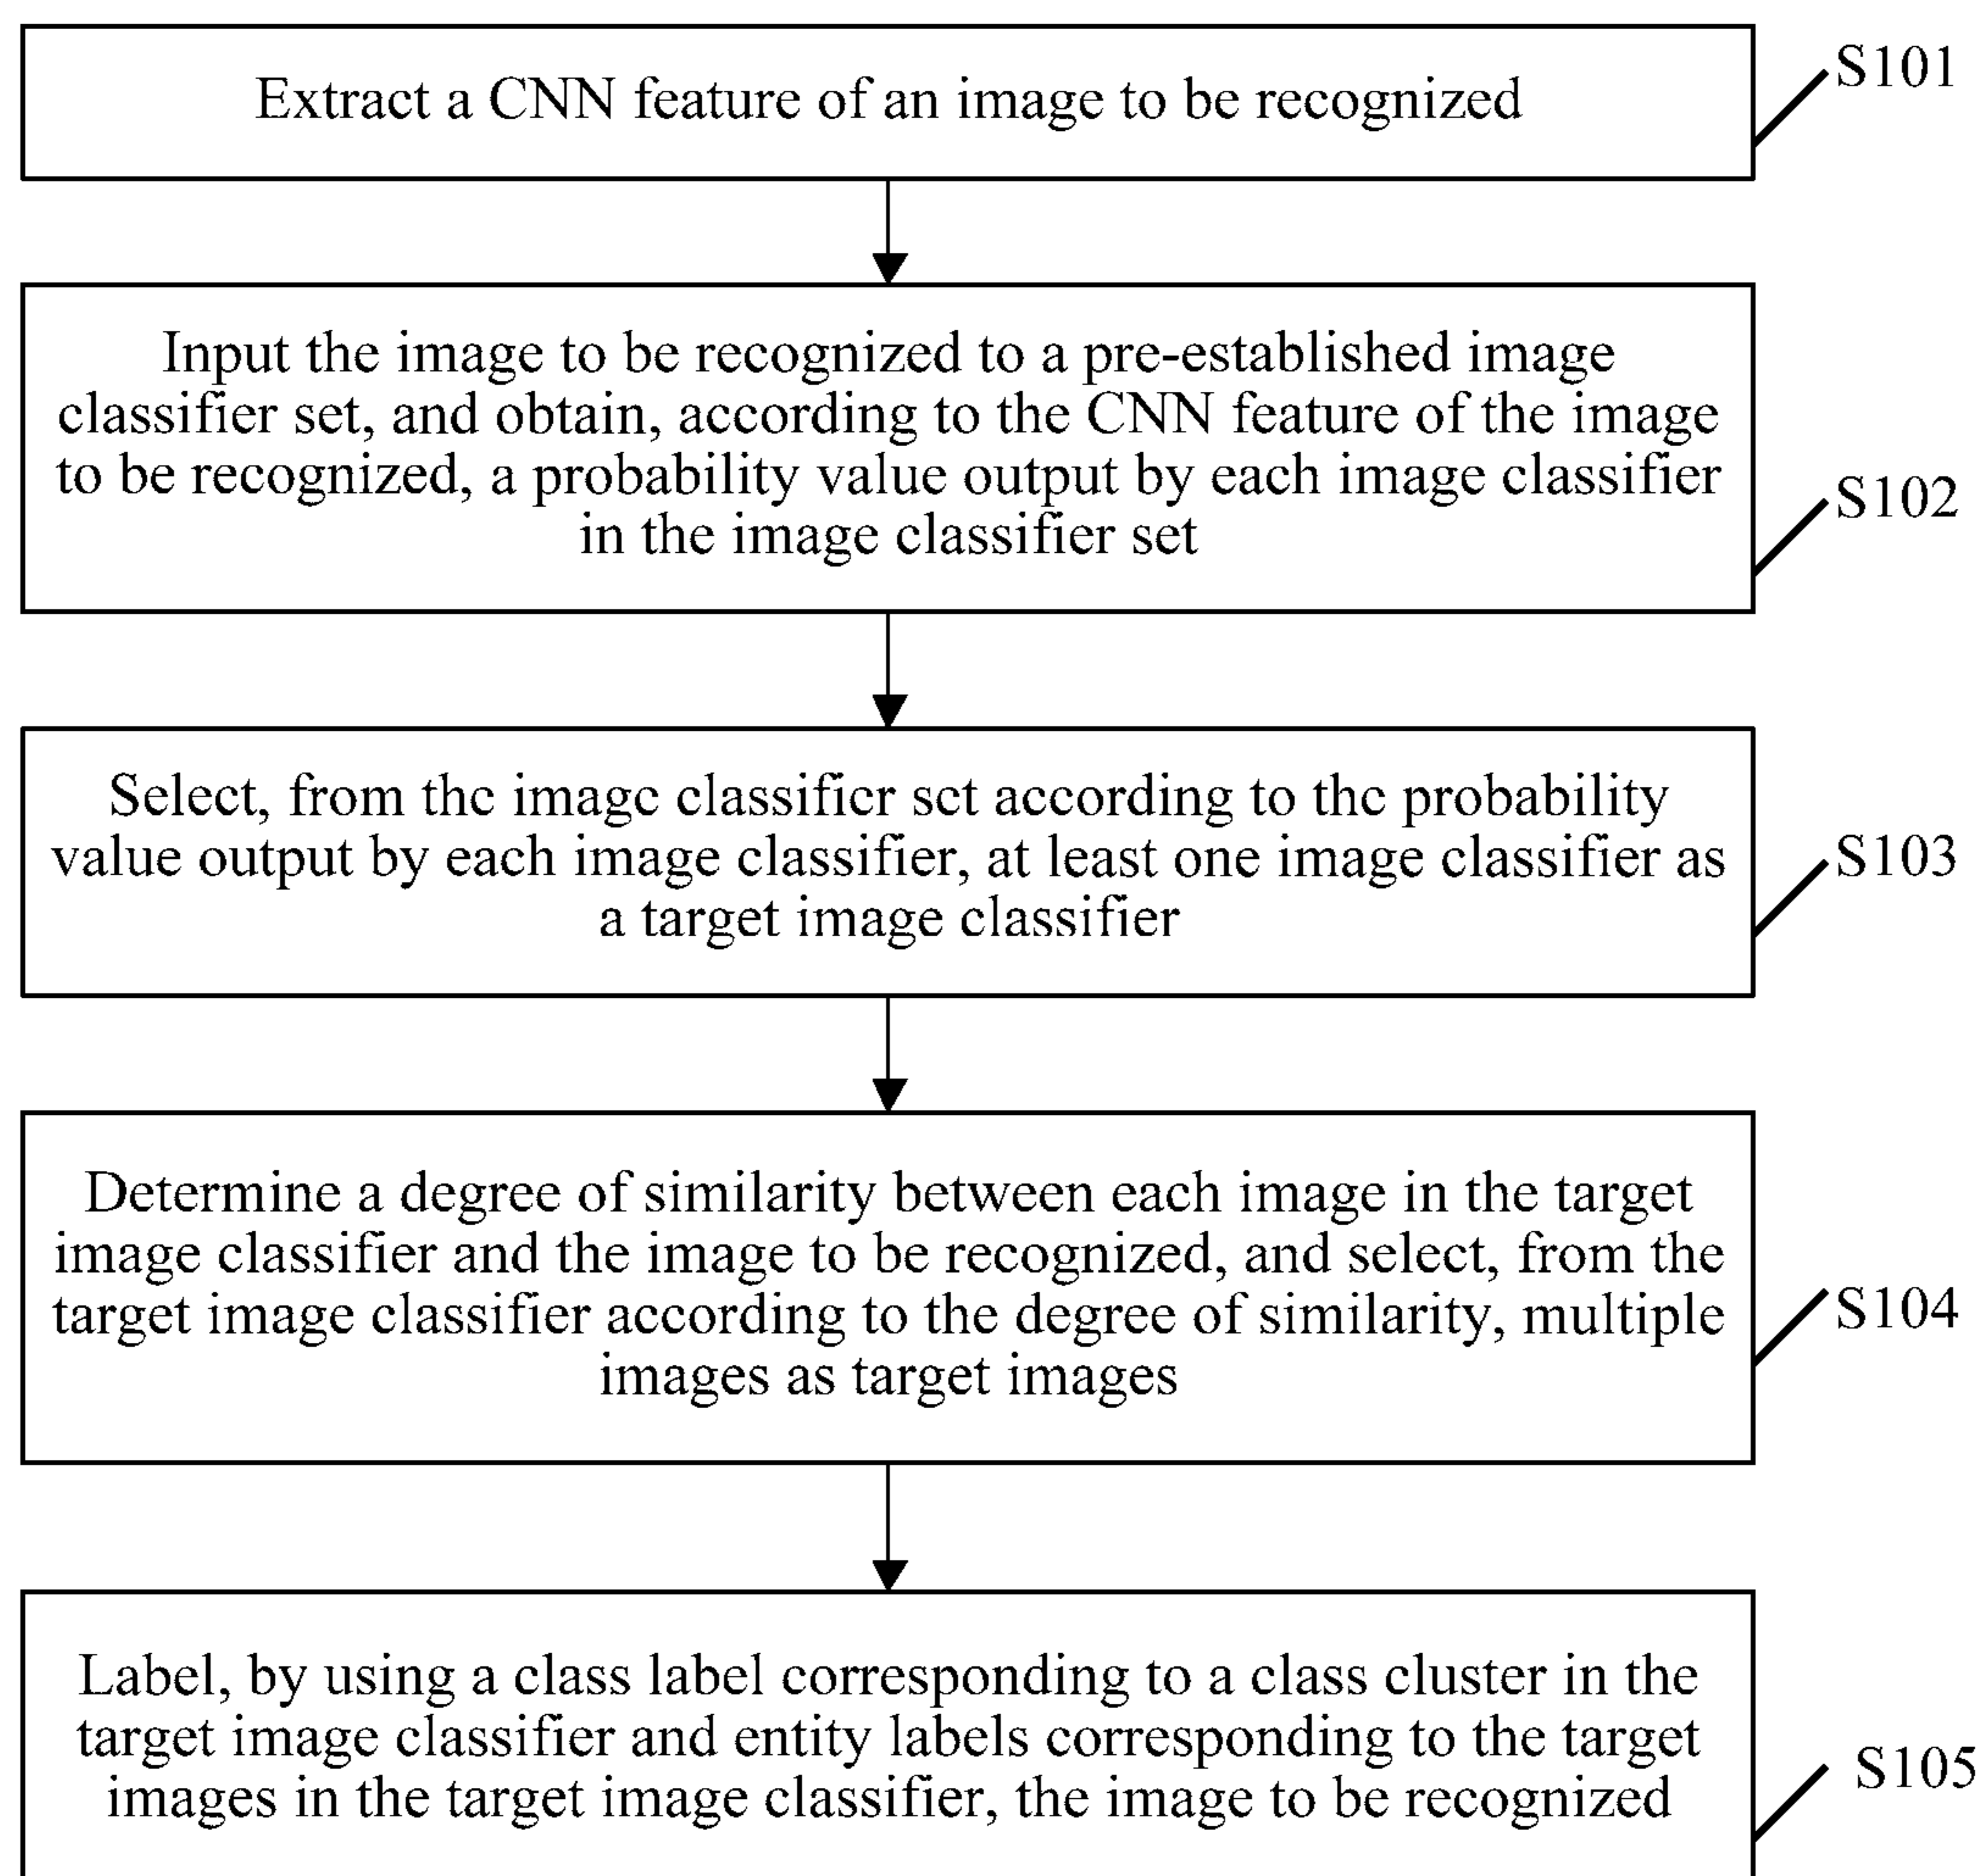 Extract a CNN feature of an image to be recognized
S101
Input the image to be recognized to a pre-established image
classifier set, and obtain, according to the CNN feature of the image
to be recognized, a probability value output by each image classifier
in the image classifier set
S102
Select, from the image classifier set according to the probability
value output by each image classifier, at least one image classifier as
a target image classifier
S103
Determine a degree of similarity between each image in the target
image classifier and the image to be recognized, and select, from the
target image classifier according to the degree of similarity, multiple
images as target images
S104
Label, by using a class label corresponding to a class cluster in the
target image classifier and entity labels corresponding to the target
images in the target image classifier, the image to be recognized
S105